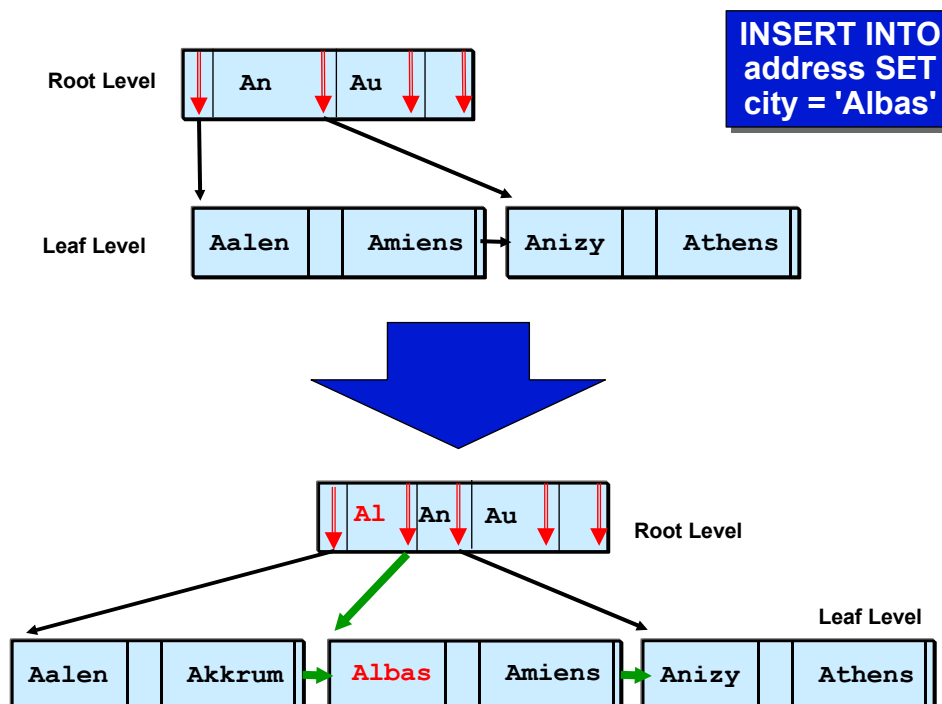 INSERT INTO
address SET
city = 'Albas'
Root Level
An Au
Leaf Level
Aalen Amiens Anizy Athens
Al An Au
Root Level
Leaf Level
Aalen Akkrum Albas Amiens Anizy Athens